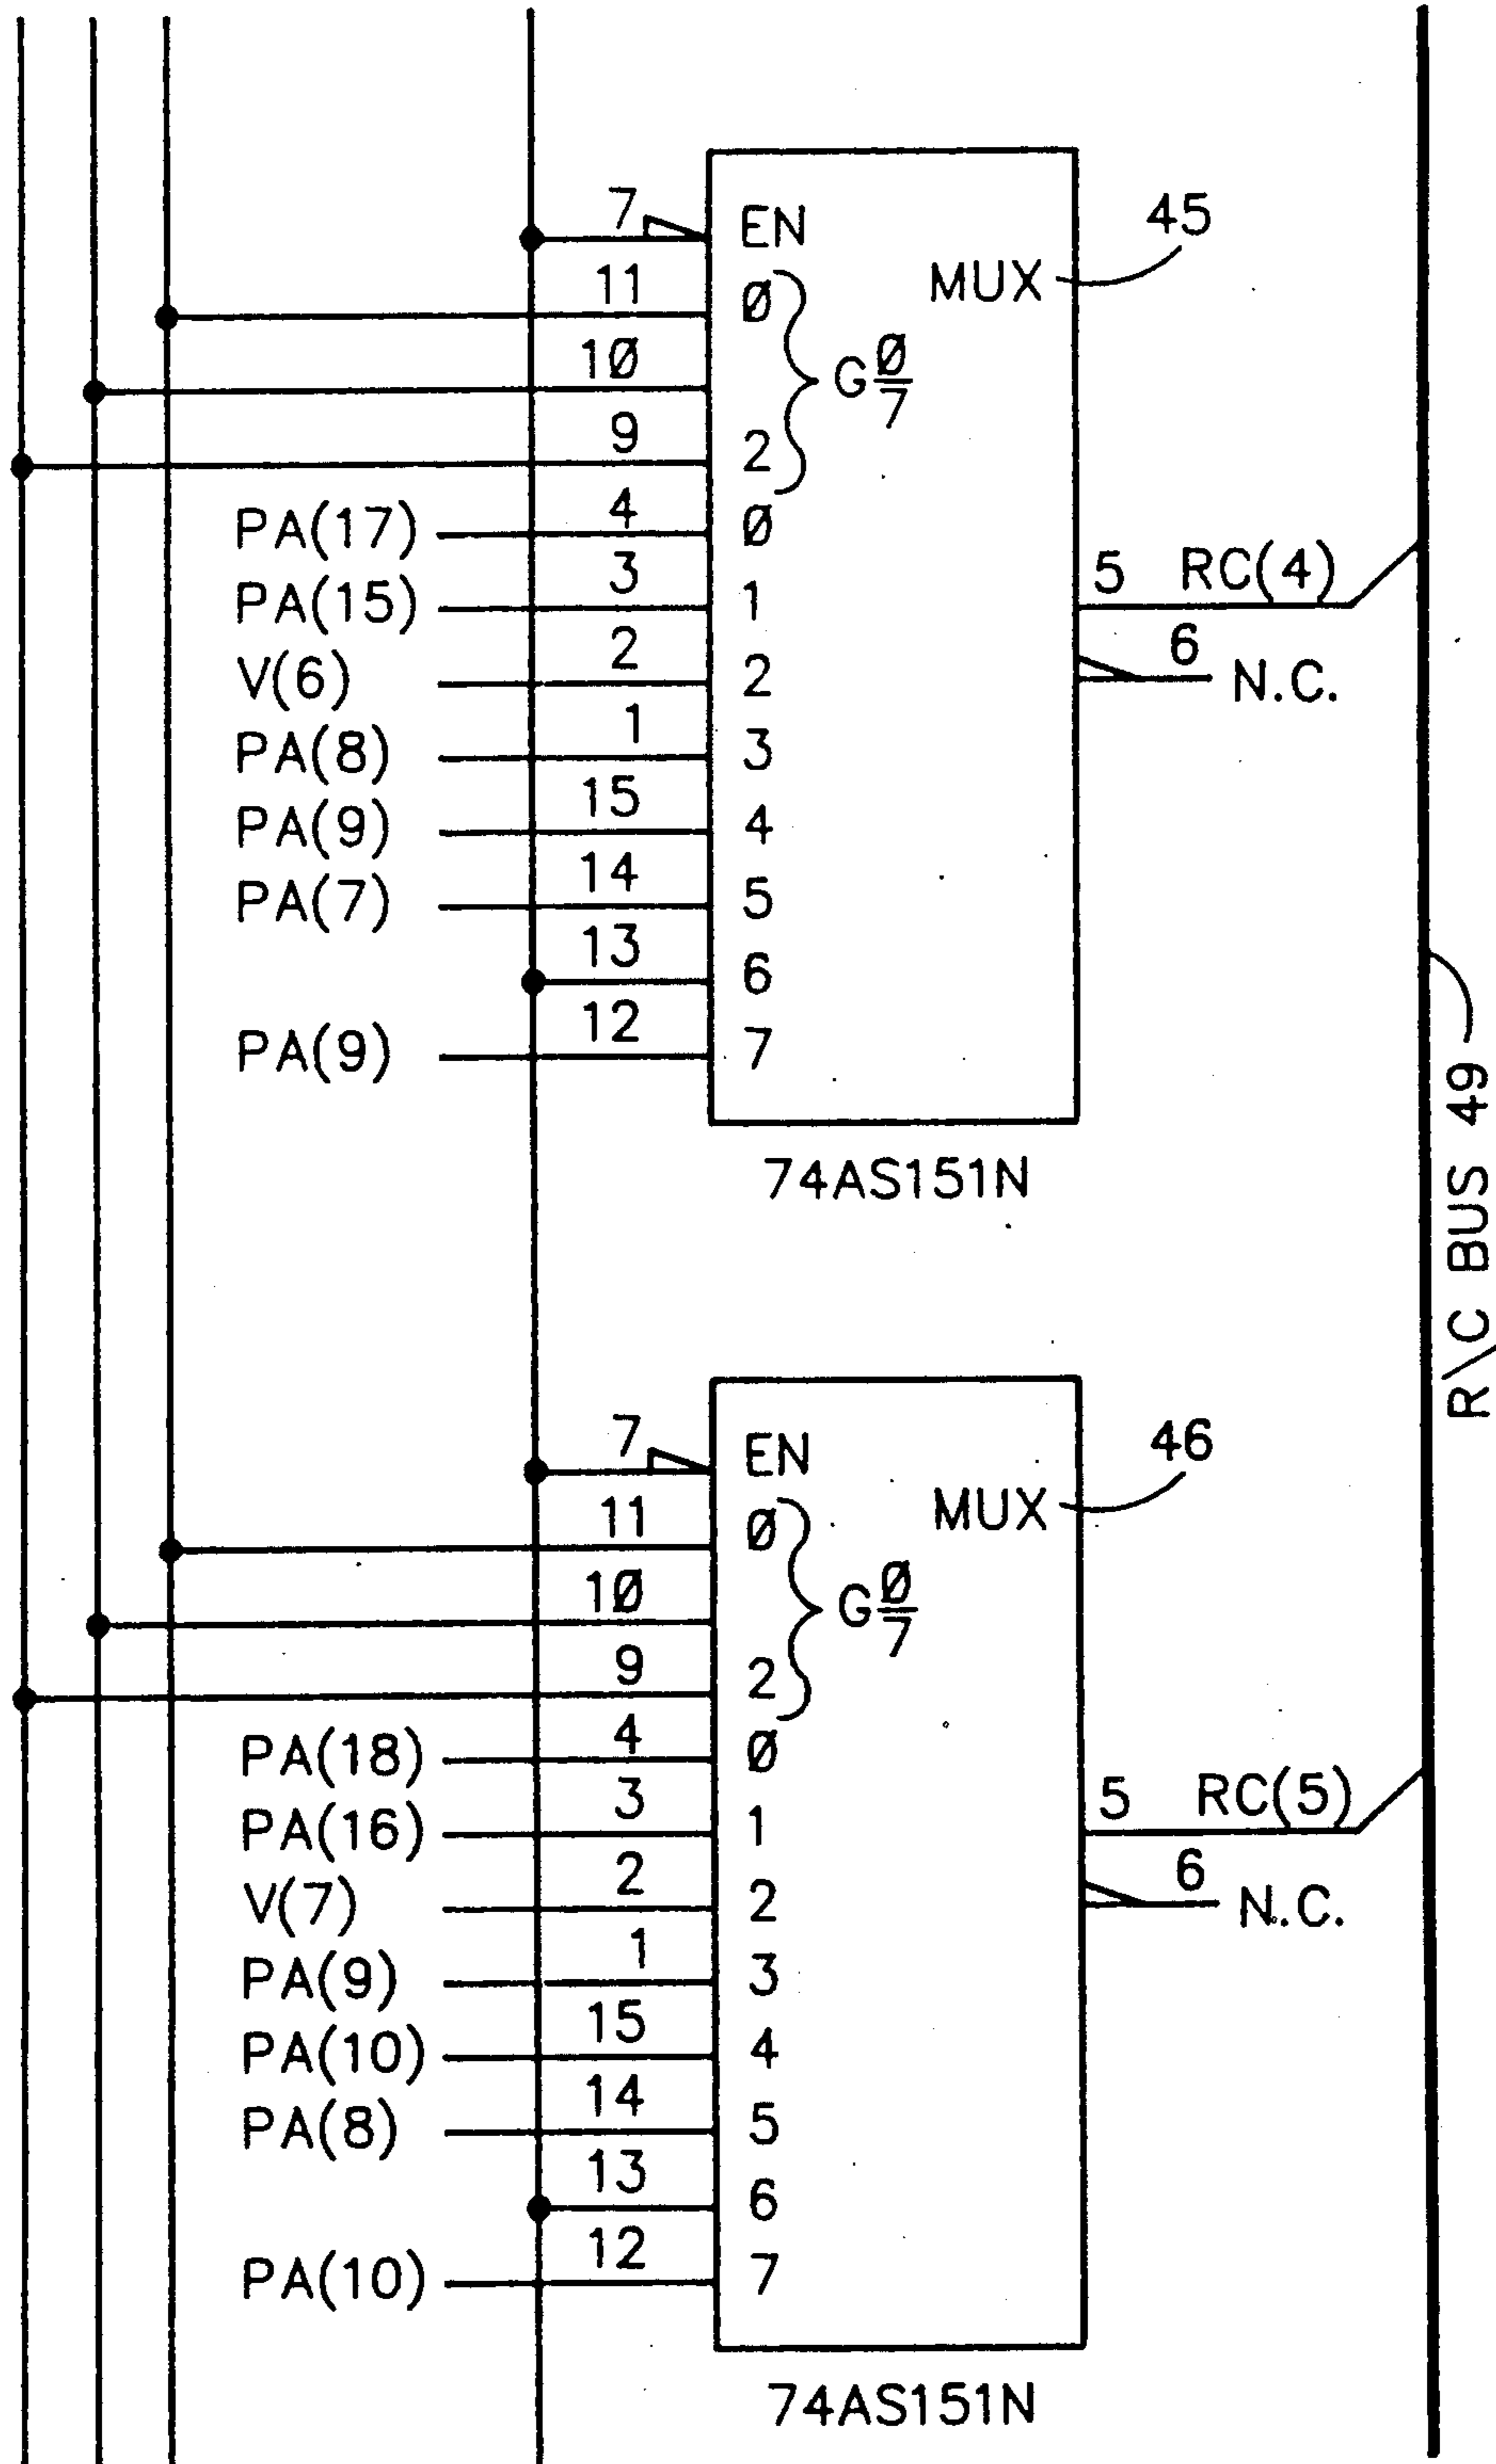 7 EN
45
MUX
11 Ø
10 GØ/7
9 2
PA(17) 4 Ø
PA(15) 3 1
5 RC(4)
V(6) 2 2
6 N.C.
PA(8) 1 3
PA(9) 15 4
PA(7) 14 5
13 6
PA(9) 12 7
74AS151N
R\C BUS 49
7 EN
46
MUX
11 Ø
1Ø GØ/7
9 2
PA(18) 4 Ø
PA(16) 3 1
5 RC(5)
V(7) 2 2
6 N.C.
PA(9) 1 3
PA(10) 15 4
PA(8) 14 5
13 6
PA(10) 12 7
74AS151N